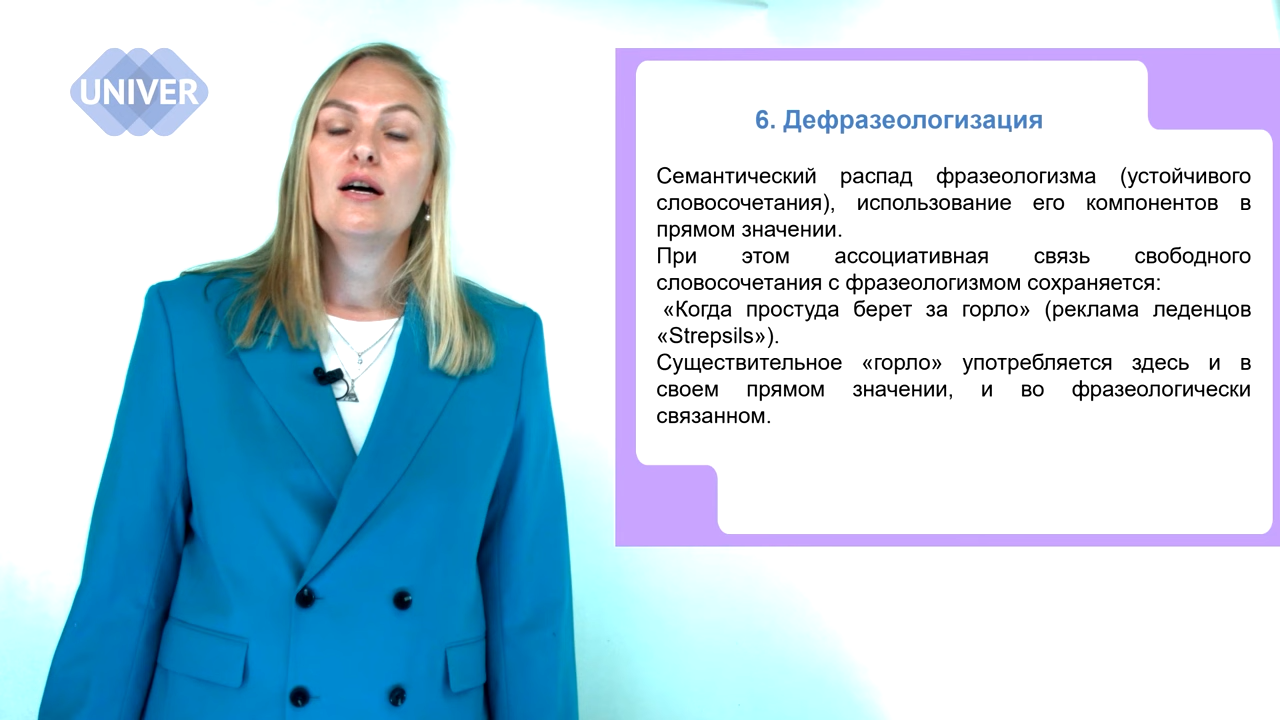 UNIVER
6. Дефразеологизация
Семантический распад фразеологизма (устойчивого
словосочетания), использование его компонентов в
прямом значении.
При этом ассоциативная связь свободного
словосочетания с фразеологизмом сохраняется:
«Когда простуда берет за горло» (реклама леденцов
«Strepsils»).
Существительное «горло» употребляется здесь и в
своем прямом значении, и во фразеологически
связанном.